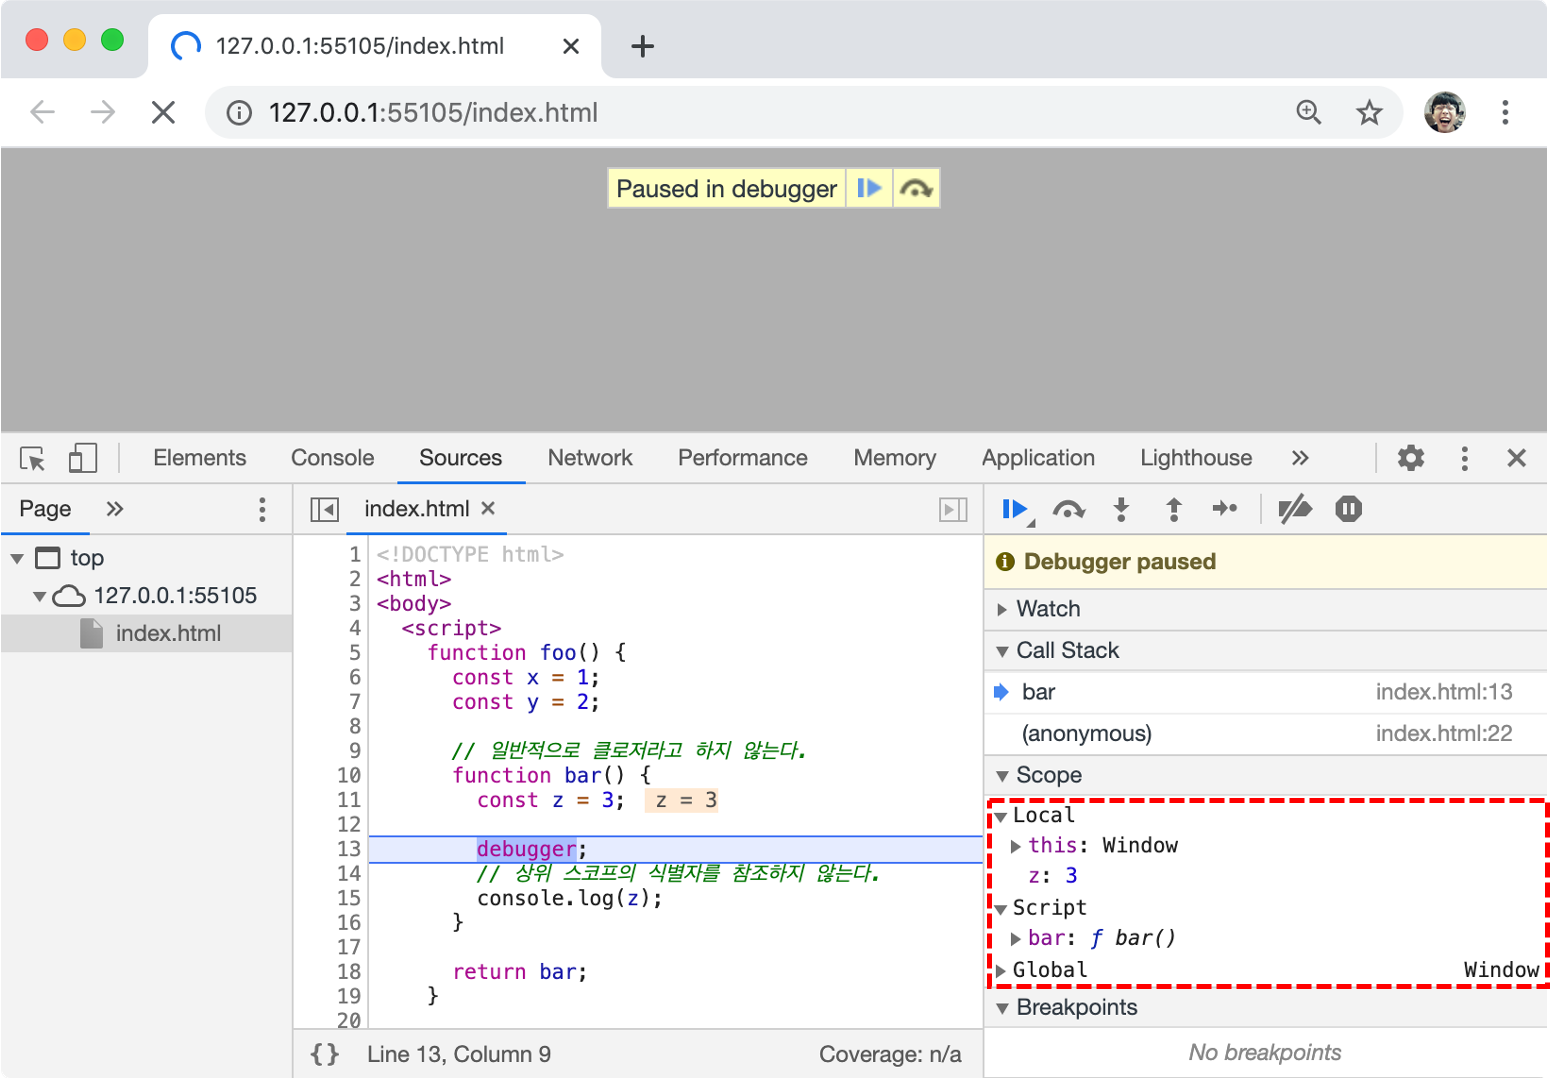 127.0.0.1:55105/index.html
127.0.0.1:55105/index.html
Paused in debugger
Elements Console Sources Network Performance Memory Application Lighthouse »
Page »
index.html ×
top
127.0.0.1:55105
index.html
1 <!DOCTYPE html>
2 <html>
3 <body>
4 <script>
5 function foo() {
6 const x = 1;
7 const y = 2;
8
9 // 일반적으로 클로저라고 하지 않는다.
10 function bar() {
11 const z = 3; z = 3
12
13 debugger;
14 // 상위 스코프의 식별자를 참조하지 않는다.
15 console.log(z);
16 }
17
18 return bar;
19 }
20
{} Line 13, Column 9 Coverage: n/a
Debugger paused
Watch
Call Stack
bar index.html:13
(anonymous) index.html:22
Scope
Local
this: Window
z: 3
Script
bar: ƒ bar()
Global Window
Breakpoints
No breakpoints